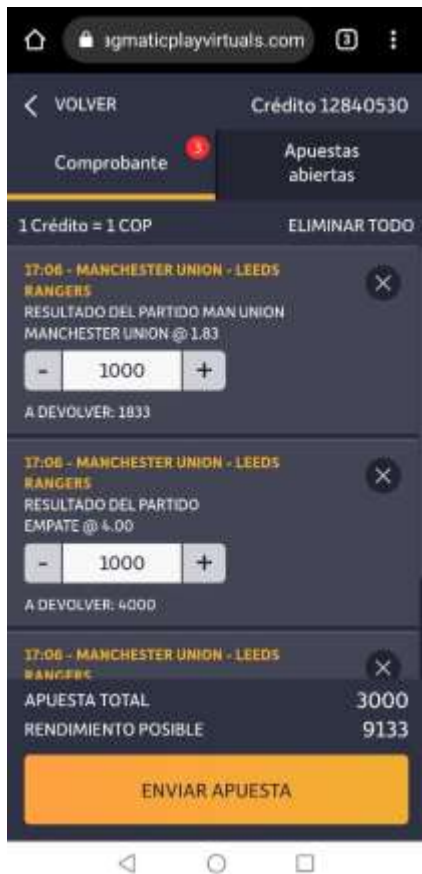 agmaticplayvirtuals.com 3
VOLVER Crédito 12840530
Comprobante 3 Apuestas abiertas
1 Crédito = 1 COP ELIMINAR TODO
17:06 - MANCHESTER UNION - LEEDS
RANGERS
RESULTADO DEL PARTIDO MAN UNION
MANCHESTER UNION @ 1.83
- 1000 +
A DEVOLVER: 1833
17:06 - MANCHESTER UNION - LEEDS
RANGERS
RESULTADO DEL PARTIDO
EMPATE @ 4.00
- 1000 +
A DEVOLVER: 4000
17:06 - MANCHESTER UNION - LEEDS
RANGERS
APUESTA TOTAL 3000
RENDIMIENTO POSIBLE 9133
ENVIAR APUESTA